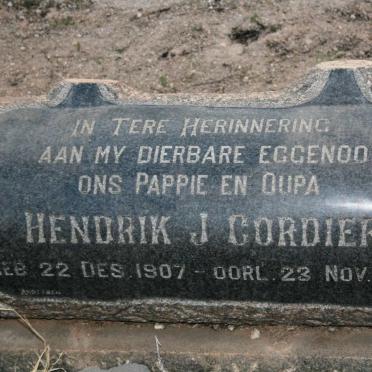 IN TERE HERINNERING
AAN MY DIERBARE EGGENOO
ONS PAPPIE EN OUPA
HENDRIK J CORDIER
EB 22 DES. 1907 - OORL. 23 NOV.